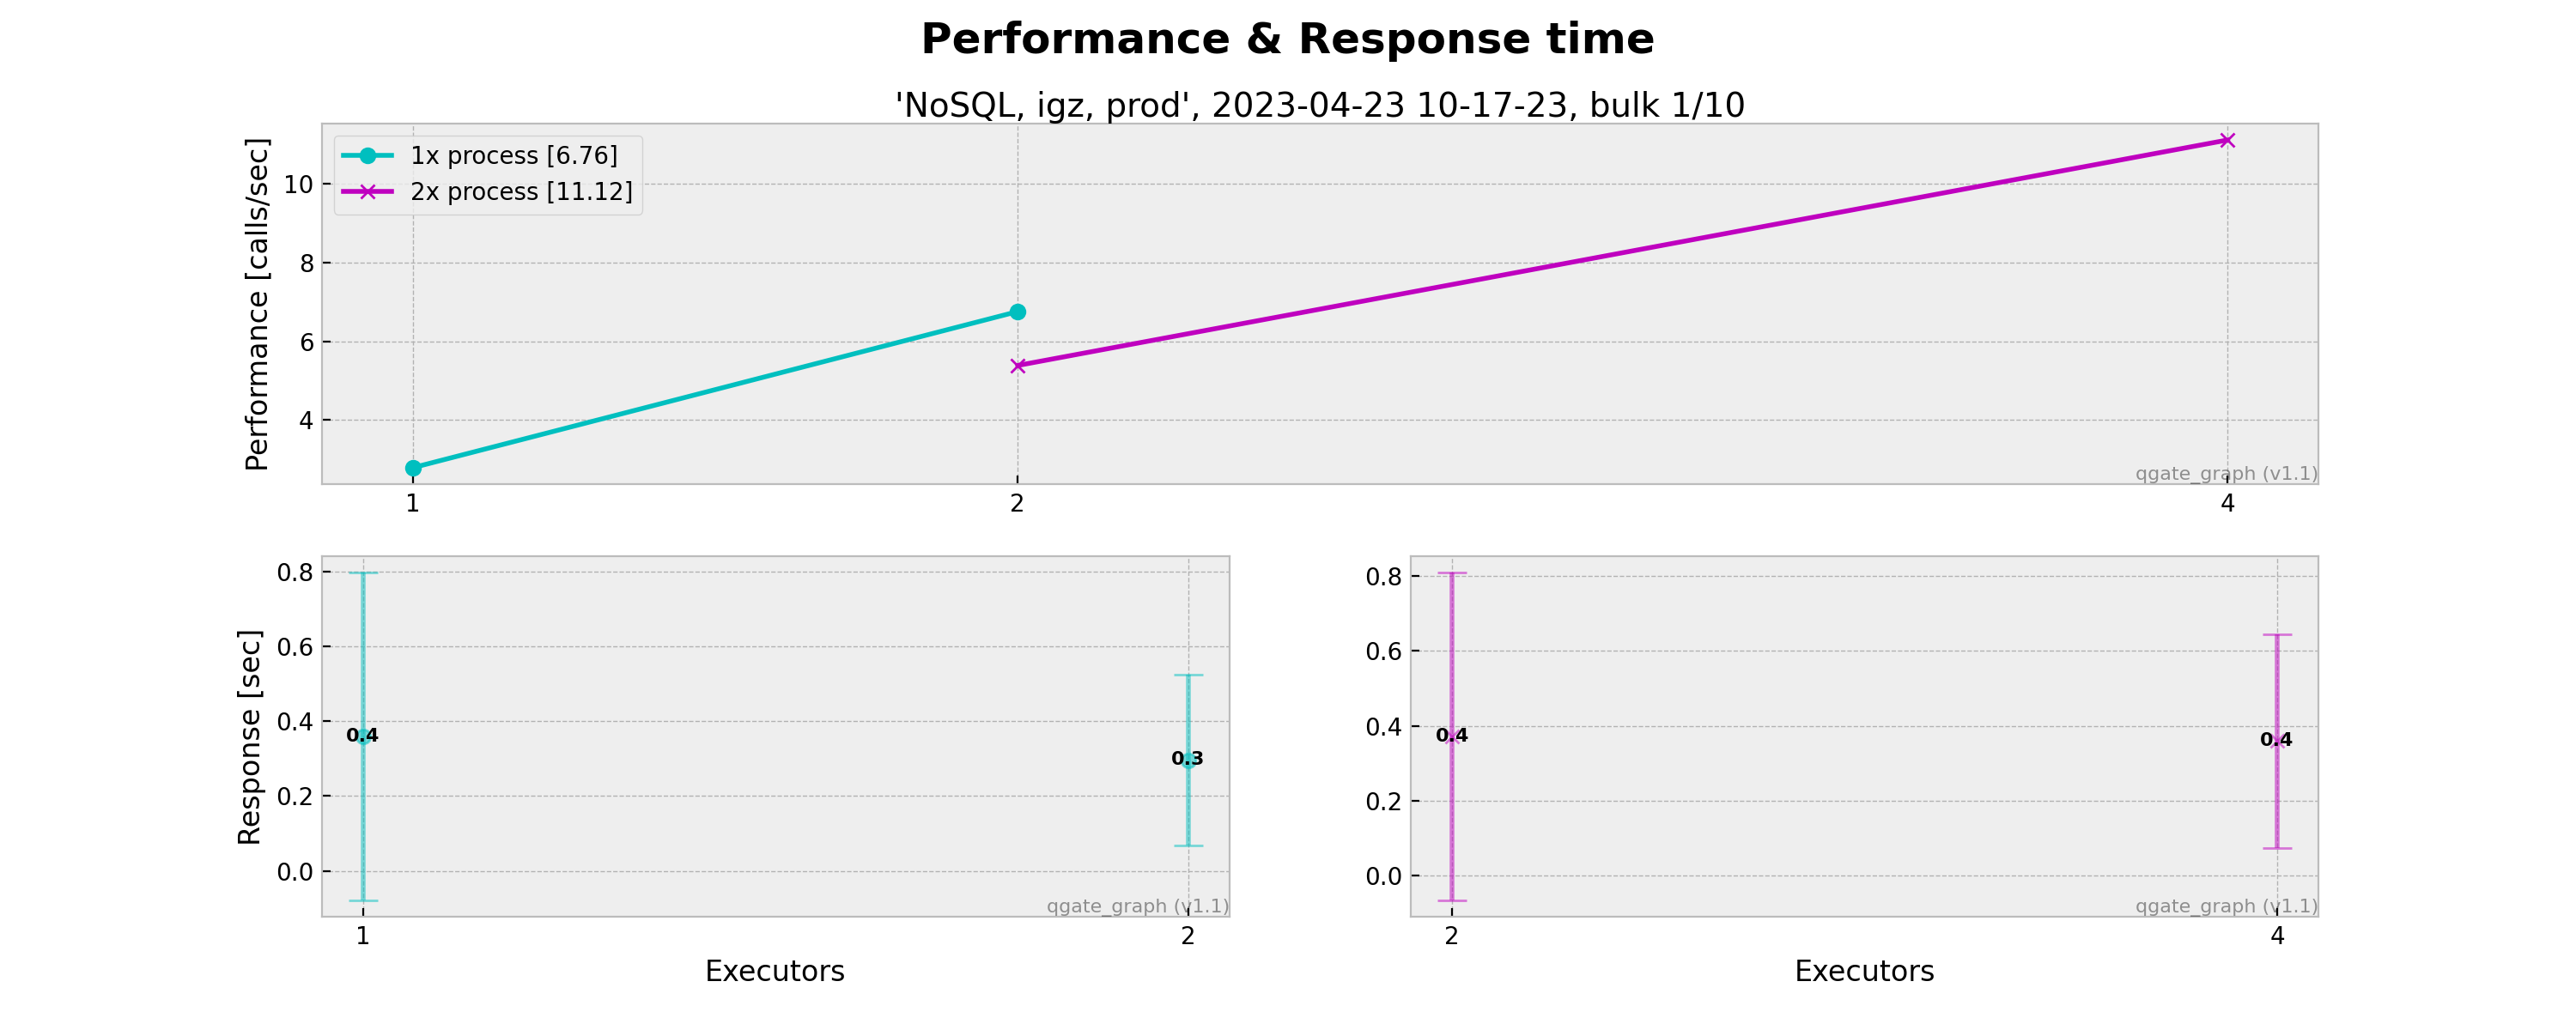 Performance & Response time
'NoSQL, igz, prod', 2023-04-23 10-17-23, bulk 1/10
Performance [calls/sec]
10
8
6
4
1x process [6.76]
2x process [11.12]
qgate_graph (v1.1)
1
2
4
Response [sec]
0.8
0.6
0.4
0.2
0.0
0.4
0.3
qgate_graph (v1.1)
1
2
Executors
0.8
0.6
0.4
0.2
0.0
0.4
0.4
qgate_graph (v1.1)
2
4
Executors